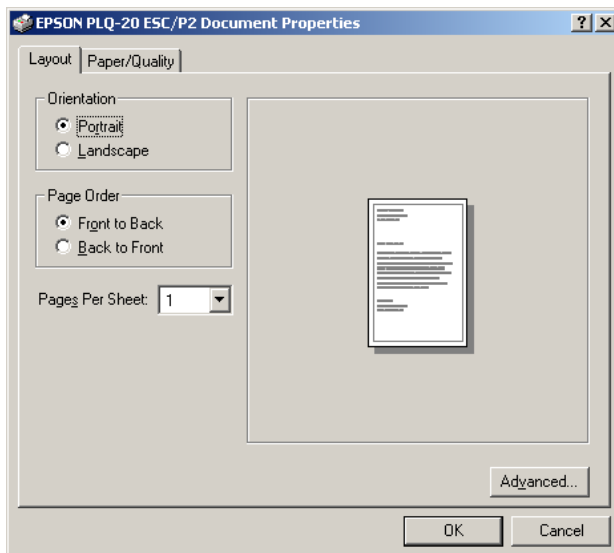 EPSON PLQ-20 ESC/P2 Document Properties
Layout
Paper/Quality
Orientation
Portrait
Landscape
Page Order
Front to Back
Back to Front
Pages Per Sheet: 1
Advanced...
OK
Cancel